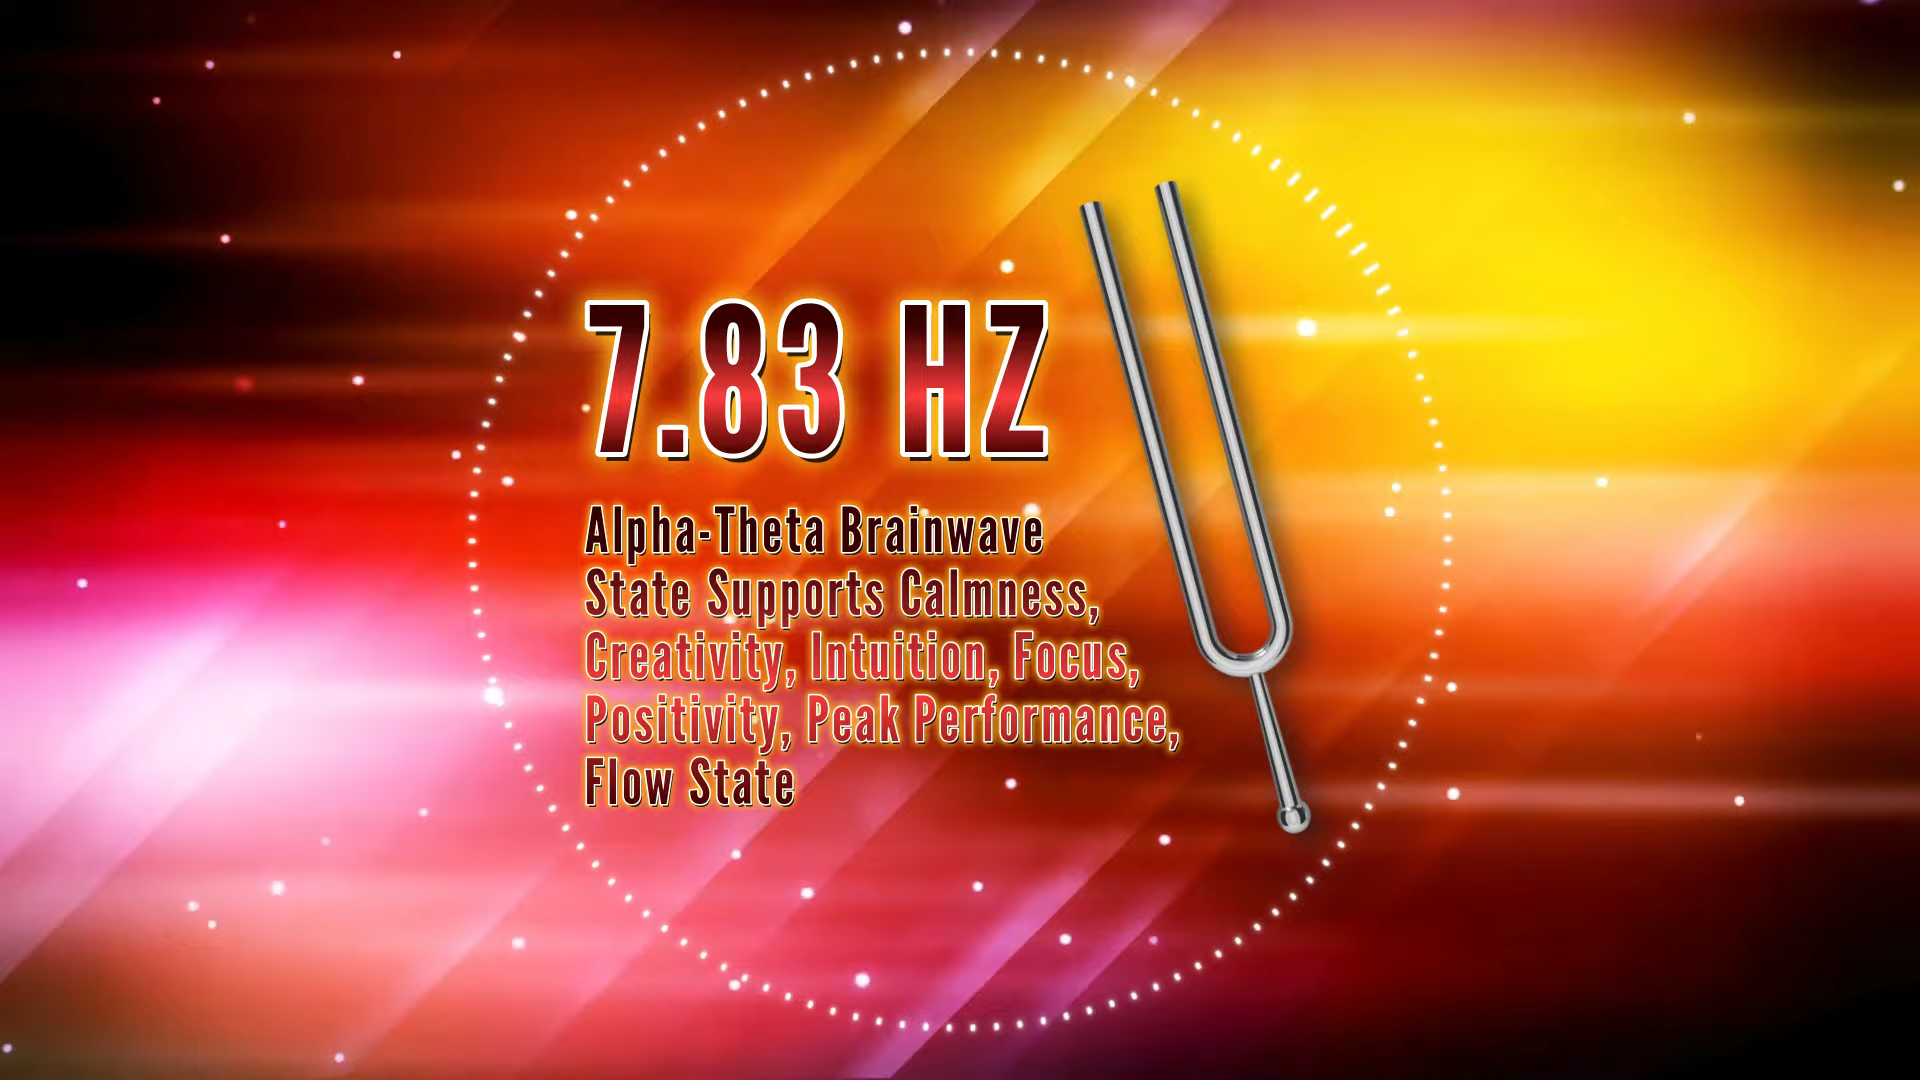 7.83 HZ
Alpha-Theta Brainwave
State Supports Calmness,
Creativity, Intuition, Focus,
Positivity, Peak Performance,
Flow State